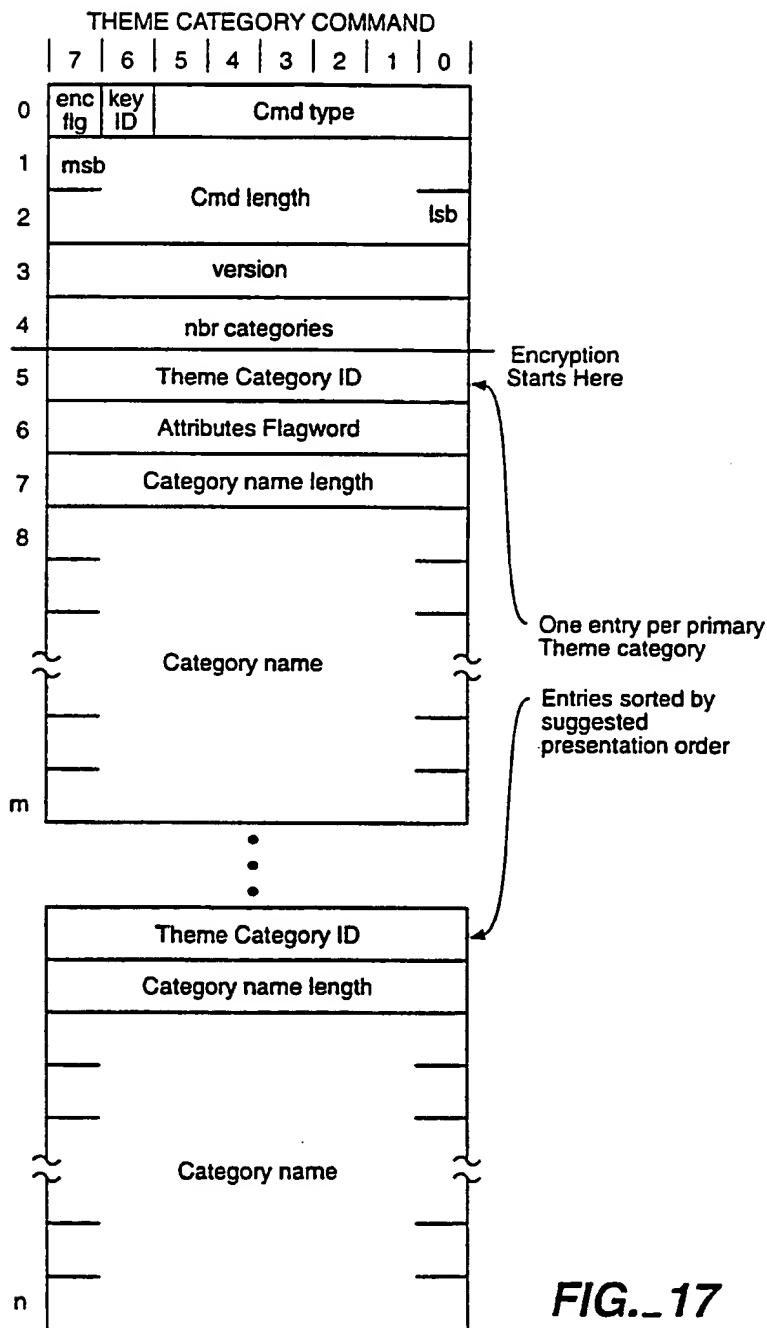 THEME CATEGORY COMMAND
7 6 5 4 3 2 1 0
0 enc flg key ID Cmd type
1 msb
Cmd length
2 lsb
3 version
4 nbr categories
Encryption
Starts Here
5 Theme Category ID
6 Attributes Flagword
7 Category name length
8
One entry per primary
Theme category
Category name
Entries sorted by
suggested
presentation order
m
Theme Category ID
Category name length
Category name
n
FIG._17